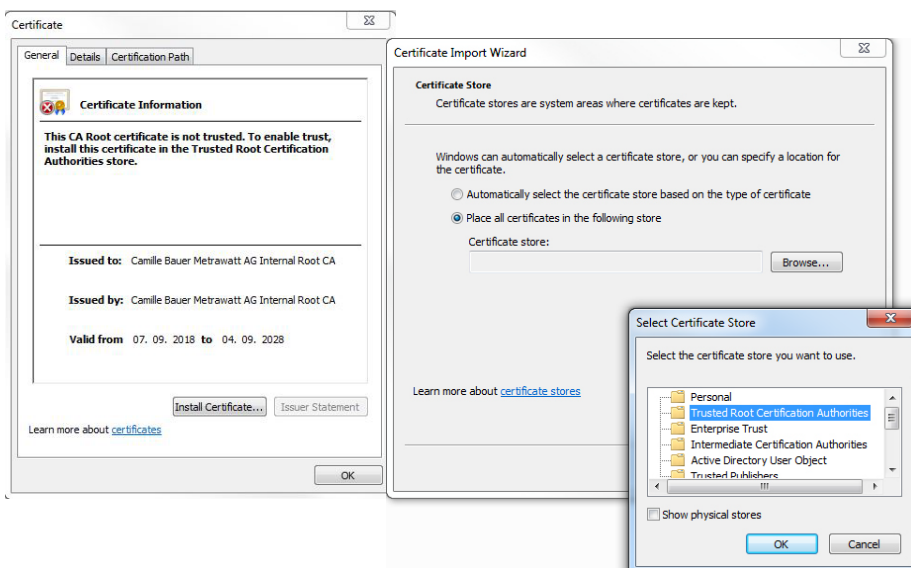 Certificate
General Details Certification Path
Certificate Information
This CA Root certificate is not trusted. To enable trust,
install this certificate in the Trusted Root Certification
Authorities store.
Issued to: Camille Bauer Metrawatt AG Internal Root CA
Issued by: Camille Bauer Metrawatt AG Internal Root CA
Valid from 07. 09. 2018 to 04. 09. 2028
Install Certificate... Issuer Statement
Learn more about certificates
OK
Certificate Import Wizard
Certificate Store
Certificate stores are system areas where certificates are kept.
Windows can automatically select a certificate store, or you can specify a location for
the certificate.
Automatically select the certificate store based on the type of certificate
Place all certificates in the following store
Certificate store:
Browse...
Learn more about certificate stores
Select Certificate Store
Select the certificate store you want to use.
Personal
Trusted Root Certification Authorities
Enterprise Trust
Intermediate Certification Authorities
Active Directory User Object
Trusted Publishers
Show physical stores
OK Cancel